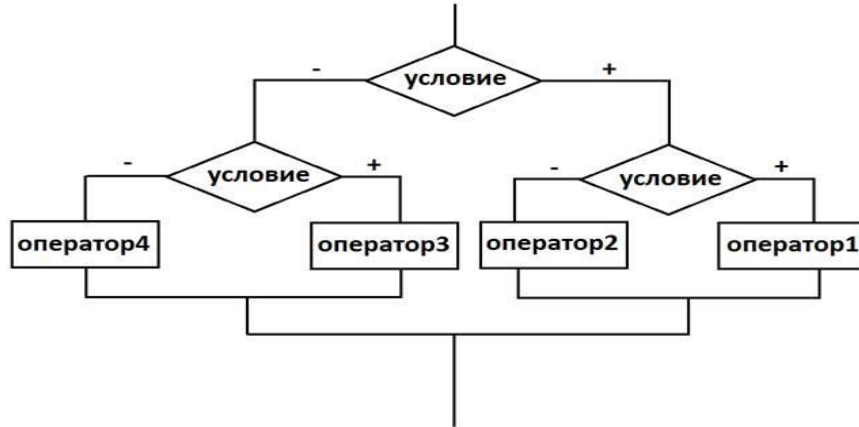 - условие +
- условие +
- условие +
оператор4
оператор3
оператор2
оператор1